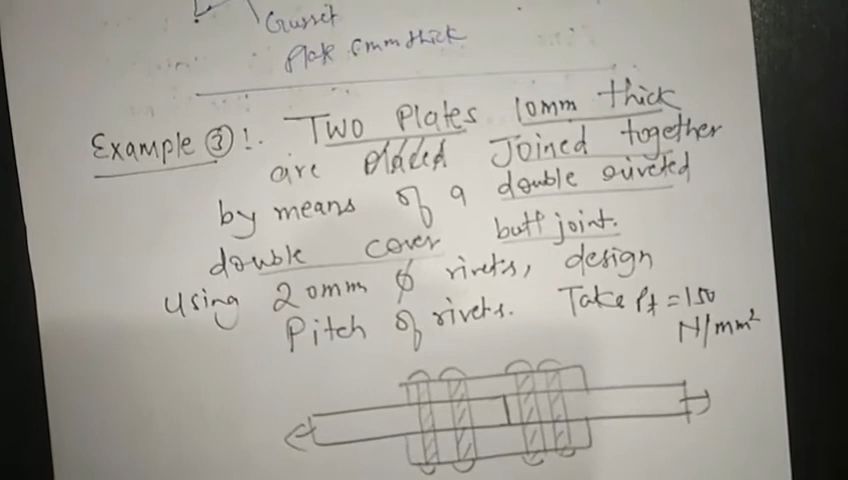 Gusset
Plate 6mm thick
Example ③ !. Two Plates 10mm thick
are Joined together
by means of a double riveted
double cover butt joint.
Using 20mm ϕ rivets, design
Pitch of rivets. Take Pt = 150
N/mm²